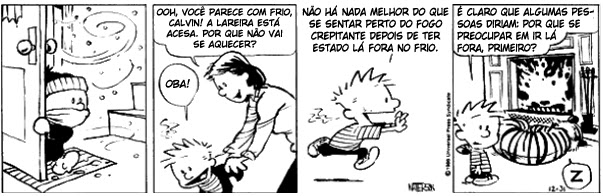 OOH, VOCÊ PARECE COM FRIO,
CALVIN! A LAREIRA ESTÁ
ACESA. POR QUE NÃO VAI
SE AQUECER?
OBA!
NÃO HÁ NADA MELHOR DO QUE
SE SENTAR PERTO DO FOGO
CREPITANTE DEPOIS DE TER
ESTADO LÁ FORA NO FRIO.
WATERSON
É CLARO QUE ALGUMAS PES-
SOAS DIRIAM: POR QUE SE
PREOCUPAR EM IR LÁ
FORA, PRIMEIRO?
Universal Press Syndicate
Z
12-31